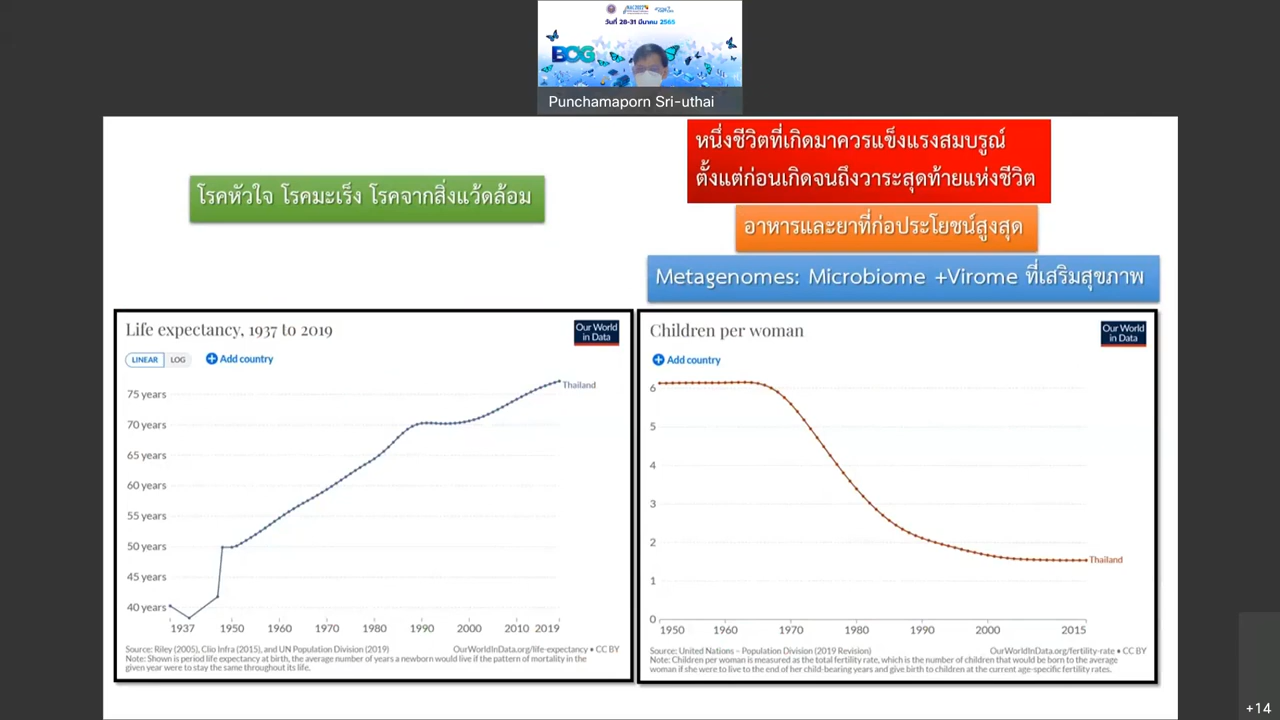 วันที่ 28-31 มีนาคม 2565
BCG
Punchamaporn Sri-uthai
หนึ่งชีวิตที่เกิดมาควรแข็งแรงสมบรูณ์
ตั้งแต่ก่อนเกิดจนถึงวาระสุดท้ายแห่งชีวิต
โรคหัวใจ โรคมะเร็ง โรคจากสิ่งแว้ดล้อม
อาหารและยาที่ก่อประโยชน์สูงสุด
Metagenomes: Microbiome +Virome ที่เสริมสุขภาพ
Life expectancy, 1937 to 2019
Our World
in Data
LINEAR LOG
Add country
Thailand
75 years
70 years
65 years
60 years
55 years
50 years
45 years
40 years
1937 1950 1960 1970 1980 1990 2000 2010 2019
Source: Riley (2005), Clio Infra (2015), and UN Population Division (2019)
OurWorldInData.org/life-expectancy • CC BY
Note: Shown is period life expectancy at birth, the average number of years a newborn would live if the pattern of mortality in the
given year were to stay the same throughout its life.
Children per woman
Our World
in Data
Add country
6
5
4
3
2
Thailand
1
0
1950 1960 1970 1980 1990 2000 2015
Source: United Nations – Population Division (2019 Revision)
OurWorldInData.org/fertility-rate • CC BY
Note: Children per woman is measured as the total fertility rate, which is the number of children that would be born to the average
woman if she were to live to the end of her child-bearing years and give birth to children at the current age-specific fertility rates.
+14